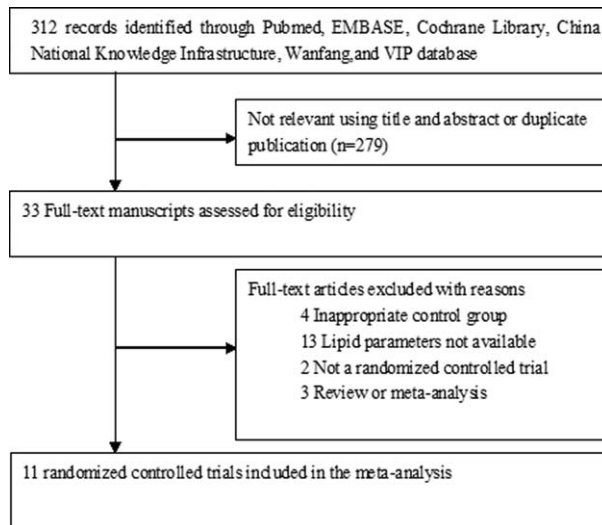 312 records identified through Pubmed, EMBASE, Cochrane Library, China
National Knowledge Infrastructure, Wanfang,and VIP database
Not relevant using title and abstract or duplicate
publication (n=279)
33 Full-text manuscripts assessed for eligibility
Full-text articles excluded with reasons
4 Inappropriate control group
13 Lipid parameters not available
2 Not a randomized controlled trial
3 Review or meta-analysis
11 randomized controlled trials included in the meta-analysis